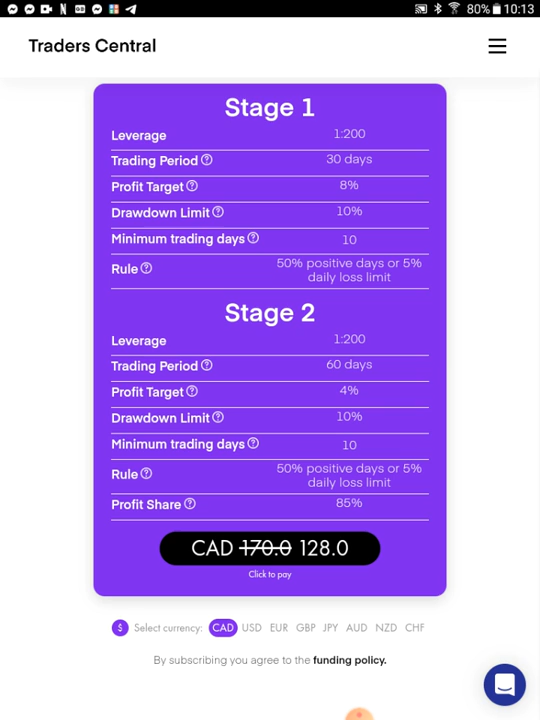 80% 10:13
Traders Central
Stage 1
Leverage 1:200
Trading Period ? 30 days
Profit Target ? 8%
Drawdown Limit ? 10%
Minimum trading days ? 10
Rule ? 50% positive days or 5%
daily loss limit
Stage 2
Leverage 1:200
Trading Period ? 60 days
Profit Target ? 4%
Drawdown Limit ? 10%
Minimum trading days ? 10
Rule ? 50% positive days or 5%
daily loss limit
Profit Share ? 85%
CAD 170.0 128.0
Click to pay
$ Select currency: CAD USD EUR GBP JPY AUD NZD CHF
By subscribing you agree to the funding policy.